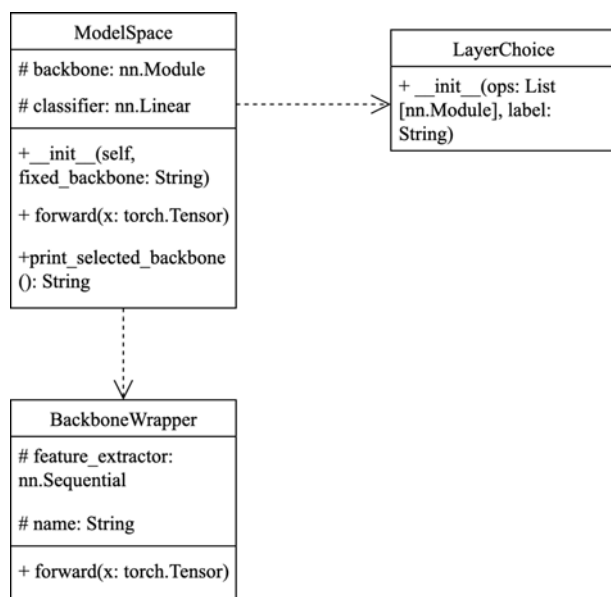 ModelSpace
# backbone: nn.Module
# classifier: nn.Linear
+__init__(self,
fixed_backbone: String)
+ forward(x: torch.Tensor)
+print_selected_backbone
(): String
LayerChoice
+ __init__(ops: List
[nn.Module], label:
String)
BackboneWrapper
# feature_extractor:
nn.Sequential
# name: String
+ forward(x: torch.Tensor)